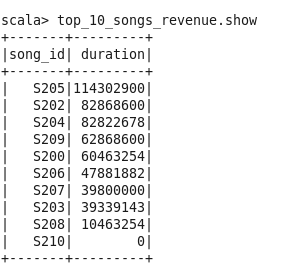 scala> top_10_songs_revenue.show
+-------+---------+
|song_id| duration|
+-------+---------+
|   S205|114302900|
|   S202| 82868600|
|   S204| 82822678|
|   S209| 62868600|
|   S200| 60463254|
|   S206| 47881882|
|   S207| 39800000|
|   S203| 39339143|
|   S208| 10463254|
|   S210|        0|
+-------+---------+